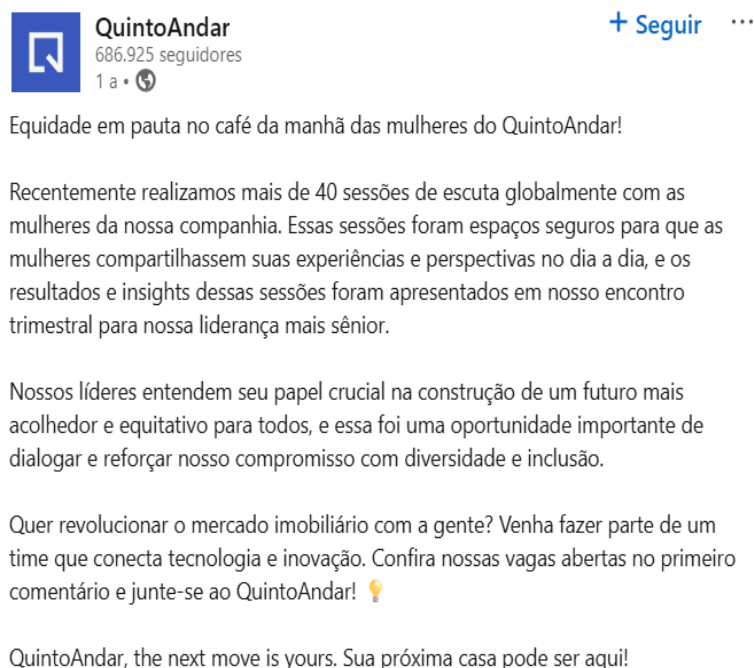 QuintoAndar
+ Seguir ...
686.925 seguidores
1 a •
Equidade em pauta no café da manhã das mulheres do QuintoAndar!
Recentemente realizamos mais de 40 sessões de escuta globalmente com as
mulheres da nossa companhia. Essas sessões foram espaços seguros para que as
mulheres compartilhassem suas experiências e perspectivas no dia a dia, e os
resultados e insights dessas sessões foram apresentados em nosso encontro
trimestral para nossa liderança mais sênior.
Nossos líderes entendem seu papel crucial na construção de um futuro mais
acolhedor e equitativo para todos, e essa foi uma oportunidade importante de
dialogar e reforçar nosso compromisso com diversidade e inclusão.
Quer revolucionar o mercado imobiliário com a gente? Venha fazer parte de um
time que conecta tecnologia e inovação. Confira nossas vagas abertas no primeiro
comentário e junte-se ao QuintoAndar! 💡
QuintoAndar, the next move is yours. Sua próxima casa pode ser aqui!